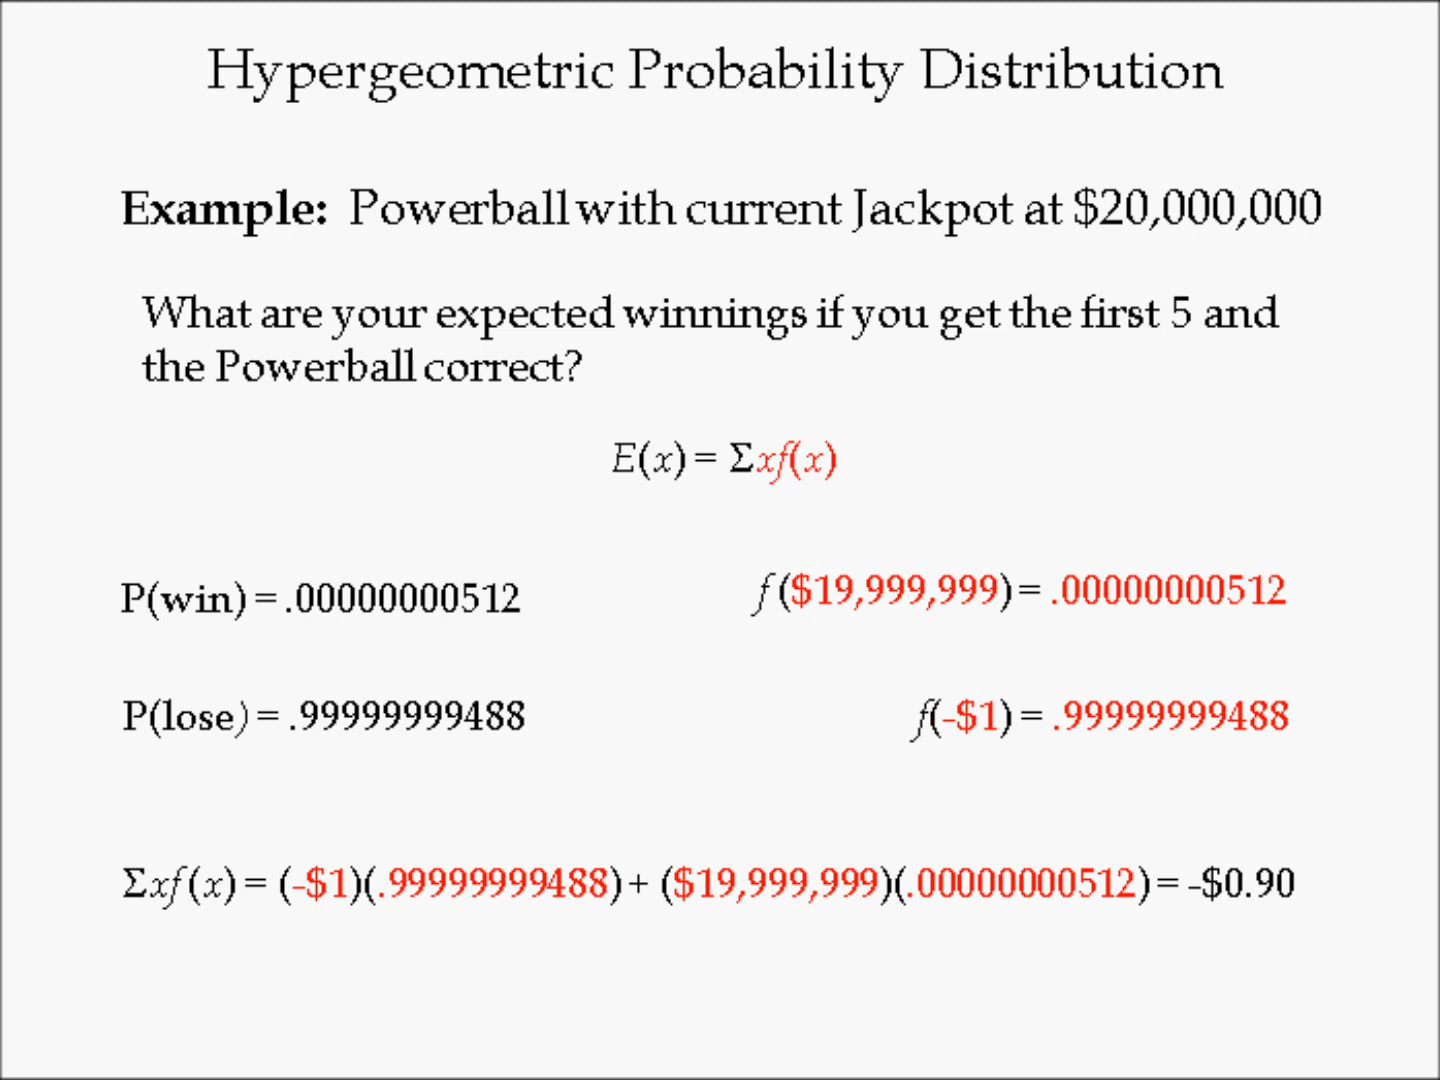 Hypergeometric Probability Distribution
Example: Powerball with current Jackpot at $20,000,000
What are your expected winnings if you get the first 5 and
the Powerball correct?
E(x) = Σxf(x)
P(win) = .00000000512
f($19,999,999) = .00000000512
P(lose) = .99999999488
f(-$1) = .99999999488
Σxf(x) = (-$1)(.99999999488) + ($19,999,999)(.00000000512) = -$0.90